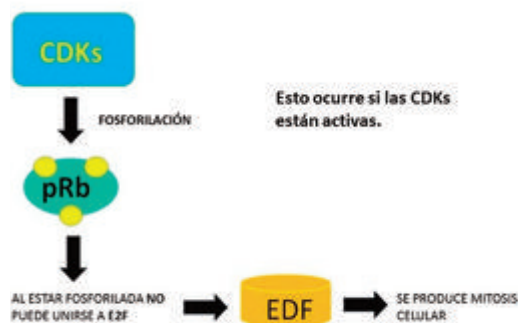 CDKs
FOSFORILACIÓN
Esto ocurre si las CDKs
están activas.
pRb
AL ESTAR FOSFORILADA NO
PUEDE UNIRSE A E2F
EDF
SE PRODUCE MITOSIS
CELULAR